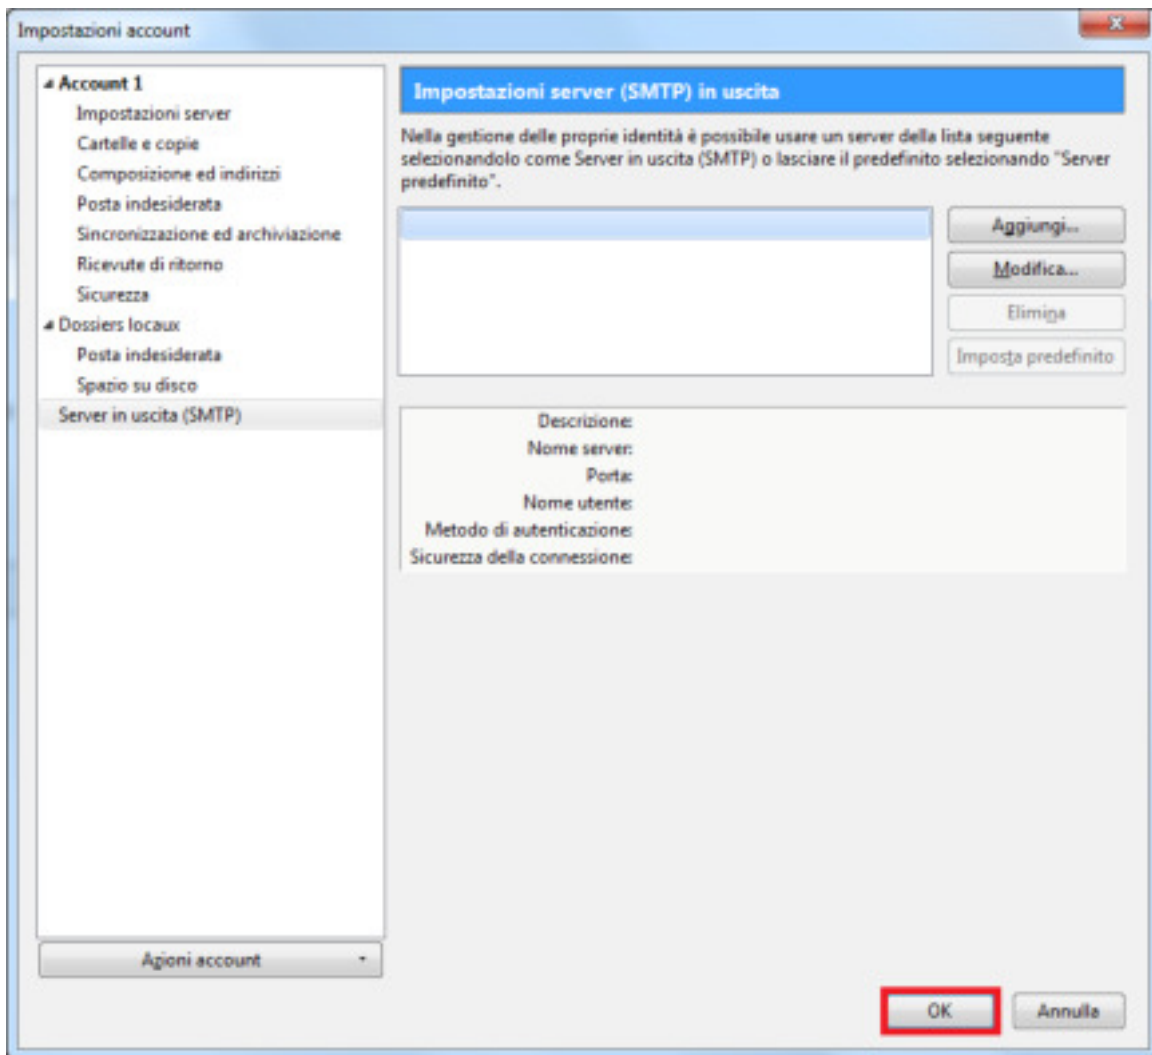 Impostazioni account
Account 1
Impostazioni server
Cartelle e copie
Composizione ed indirizzi
Posta indesiderata
Sincronizzazione ed archiviazione
Ricevute di ritorno
Sicurezza
Dossiers locaux
Posta indesiderata
Spazio su disco
Server in uscita (SMTP)
Azioni account
Impostazioni server (SMTP) in uscita
Nella gestione delle proprie identità è possibile usare un server della lista seguente
selezionandolo come Server in uscita (SMTP) o lasciare il predefinito selezionando "Server
predefinito".
Aggiungi...
Modifica...
Elimina
Imposta predefinito
Descrizione:
Nome server:
Porta:
Nome utente:
Metodo di autenticazione:
Sicurezza della connessione:
OK
Annulla